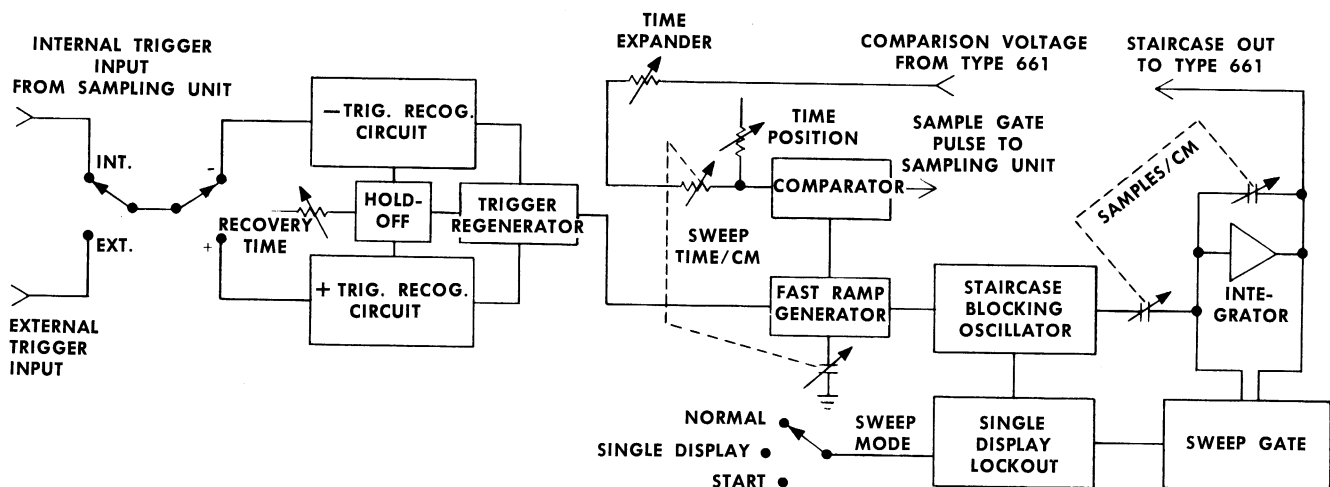 INTERNAL TRIGGER
INPUT
FROM SAMPLING UNIT
INT.
EXT.
EXTERNAL
TRIGGER
INPUT
-
+
— TRIG. RECOG.
CIRCUIT
HOLD-
OFF
RECOVERY
TIME
TRIGGER
REGENERATOR
+ TRIG. RECOG.
CIRCUIT
TIME
EXPANDER
COMPARISON VOLTAGE
FROM TYPE 661
STAIRCASE OUT
TO TYPE 661
TIME
POSITION
SAMPLE GATE
PULSE TO
SAMPLING UNIT
COMPARATOR
SWEEP
TIME/CM
FAST RAMP
GENERATOR
STAIRCASE
BLOCKING
OSCILLATOR
SAMPLES/CM
INTE-
GRATOR
NORMAL
SINGLE DISPLAY
START
SWEEP
MODE
SINGLE
DISPLAY
LOCKOUT
SWEEP GATE